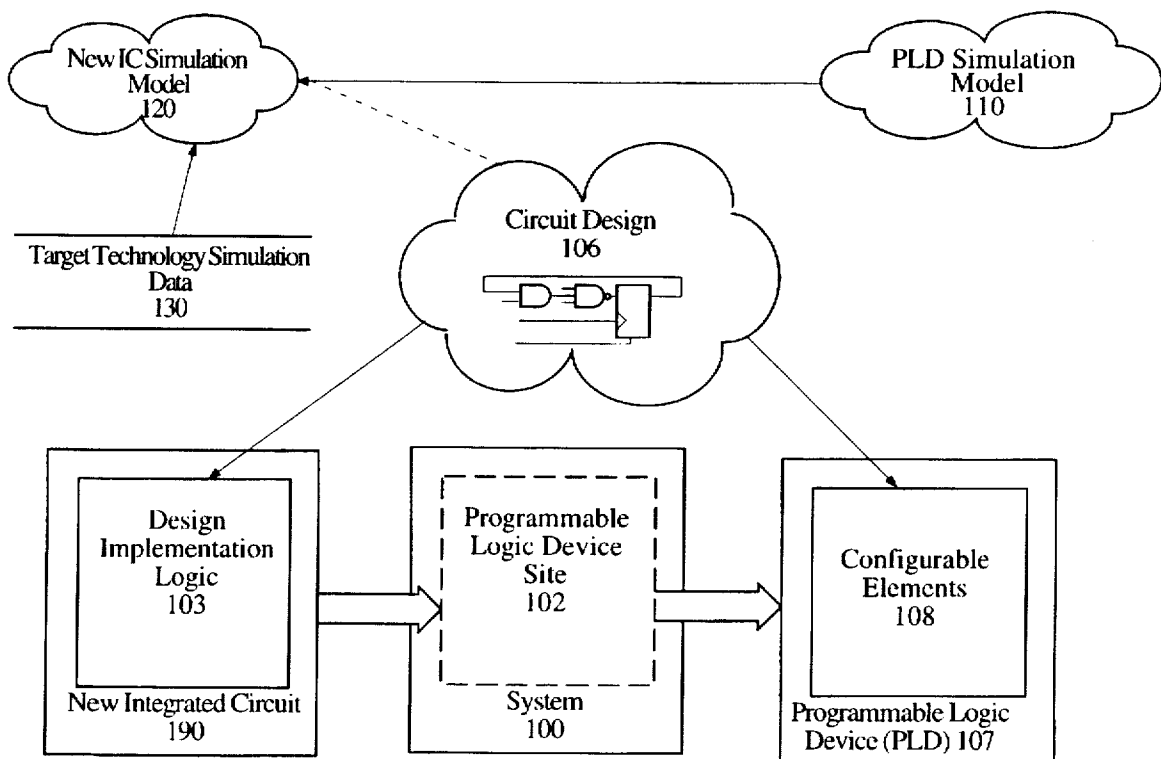 New IC Simulation
Model
120
PLD Simulation
Model
110
Circuit Design
106
Target Technology Simulation
Data
130
Design
Implementation
Logic
103
New Integrated Circuit
190
Programmable
Logic Device
Site
102
System
100
Configurable
Elements
108
Programmable Logic
Device (PLD) 107